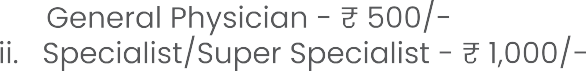 General Physician - ₹ 500/-
ii. Specialist/Super Specialist - ₹ 1,000/-